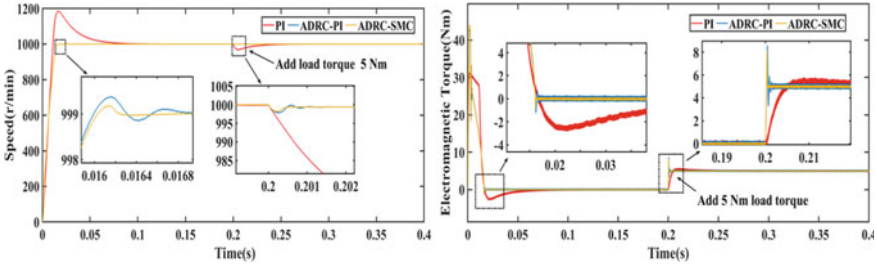 PI ADRC-PI ADRC-SMC
Speed(r/min)
1200
1000
800
600
400
200
0
0 0.05 0.1 0.15 0.2 0.25 0.3 0.35 0.4
Time(s)
Add load torque 5 Nm
999
998
0.016 0.0164 0.0168
1005
1000
995
990
985
0.2 0.201 0.202
PI ADRC-PI ADRC-SMC
Electromagnetic Torque(Nm)
40
30
20
10
0
0 0.05 0.1 0.15 0.2 0.25 0.3 0.35 0.4
Time(s)
Add 5 Nm load torque
4
2
0
-2
-4
0.02 0.03
8
6
4
2
0
0.19 0.2 0.21